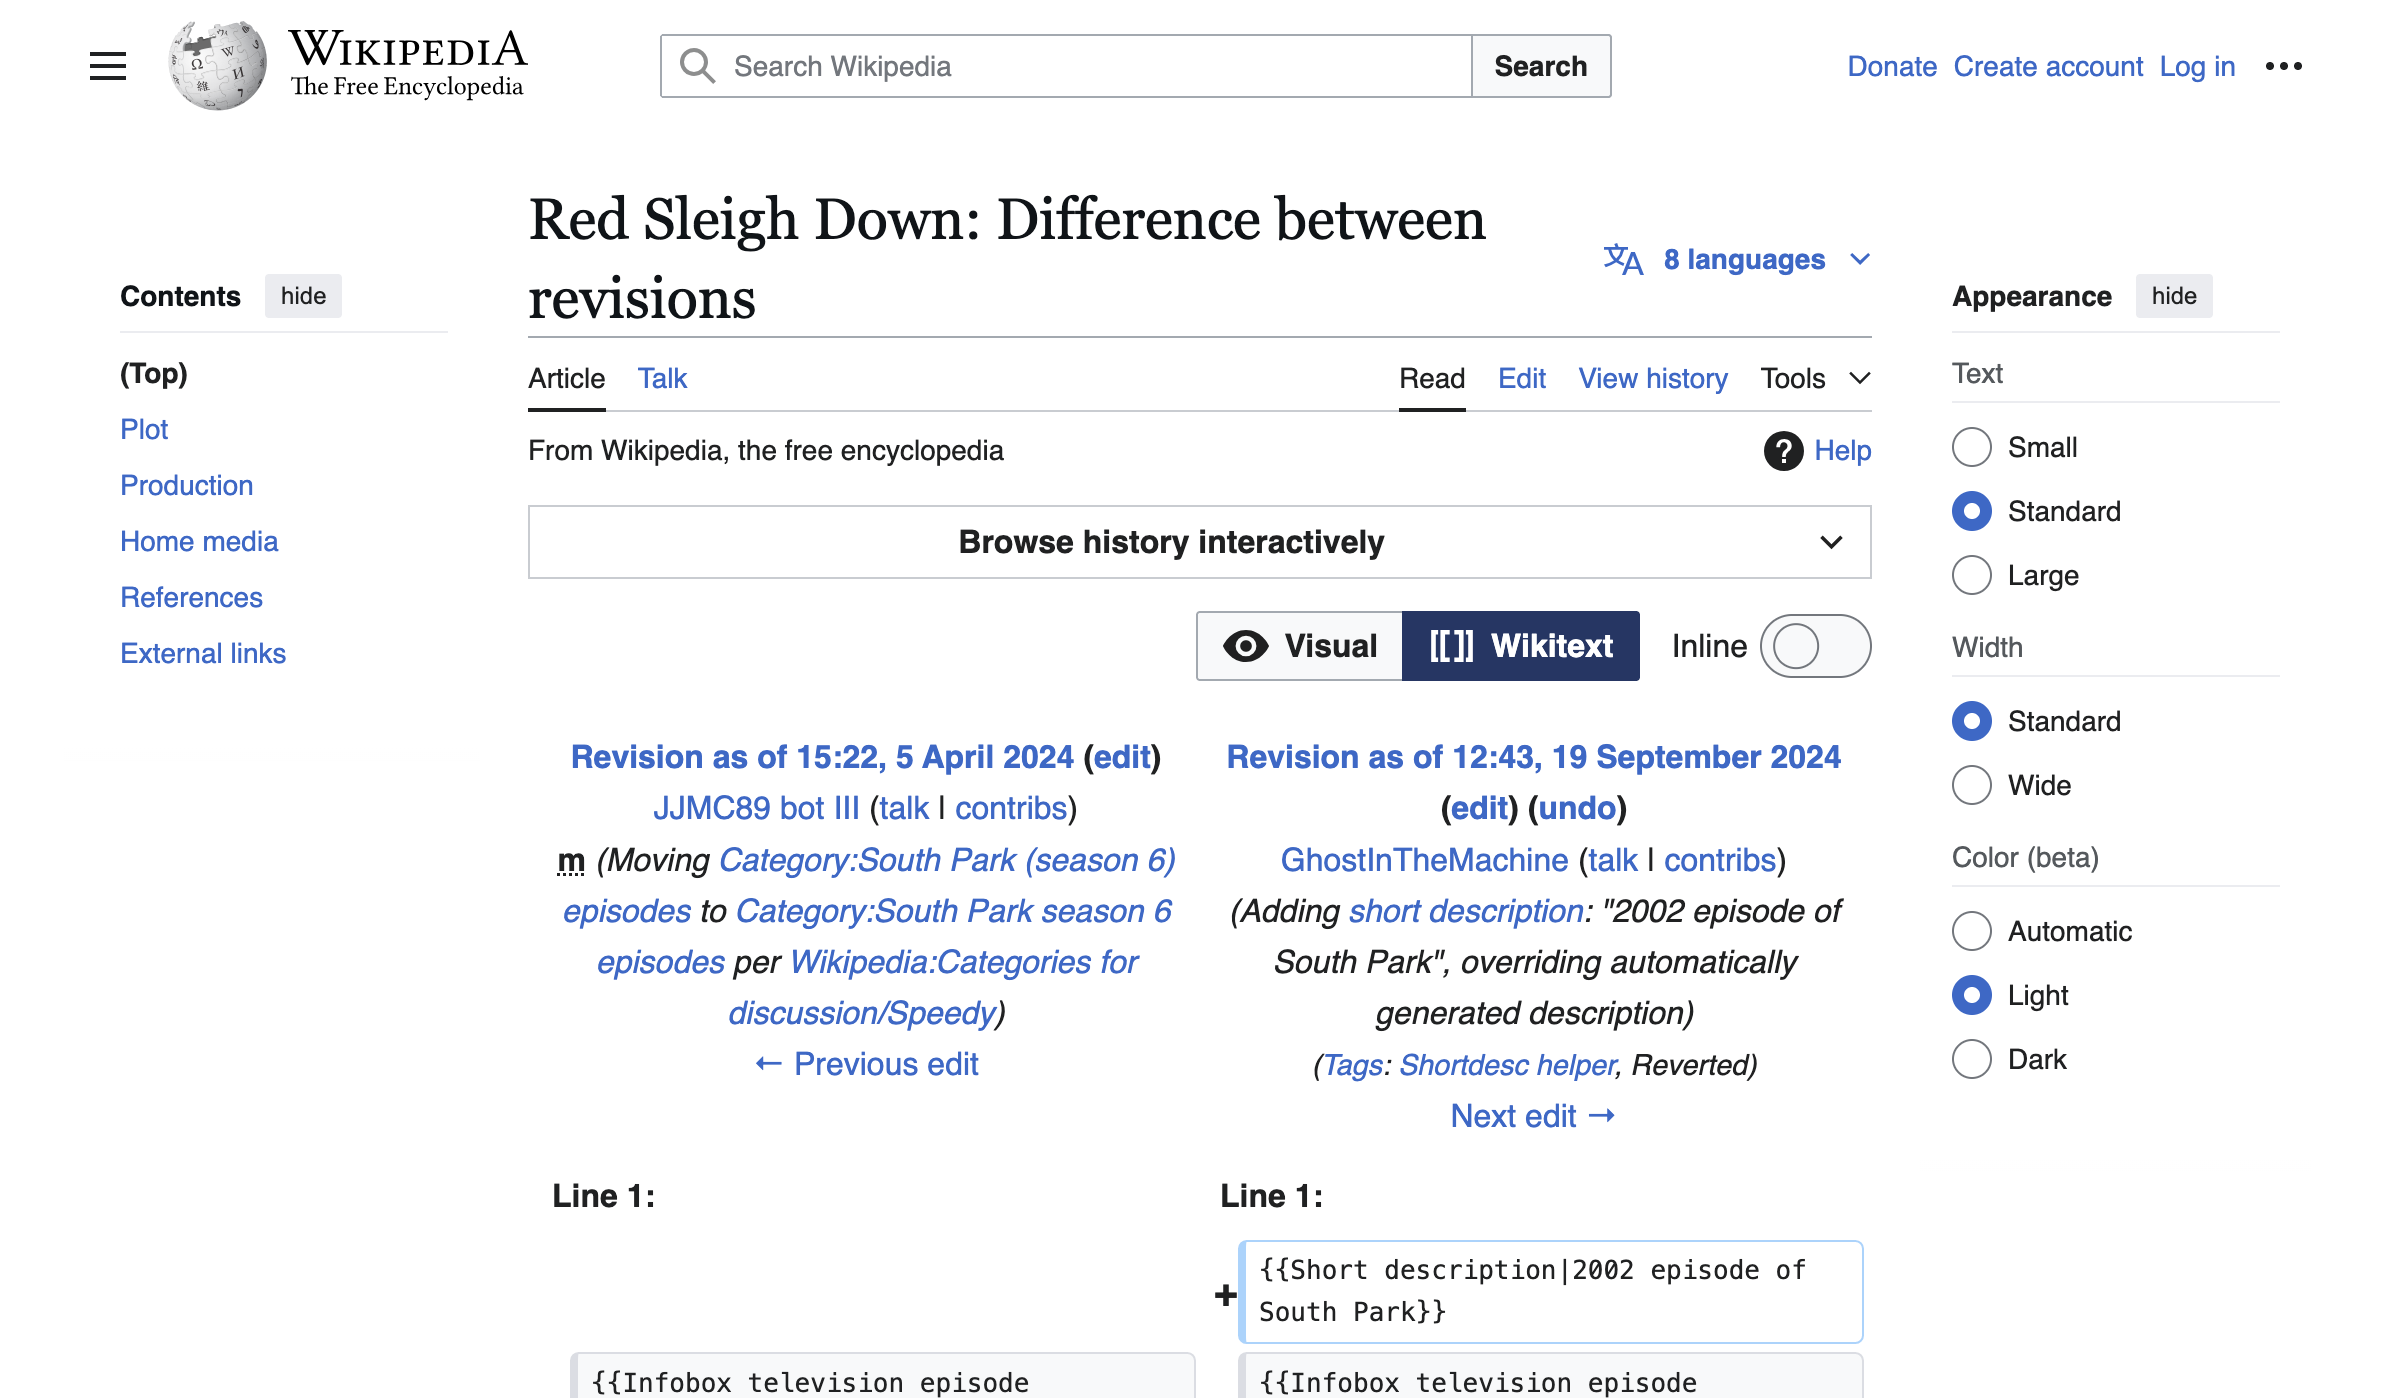 WIKIPEDIA
The Free Encyclopedia
Search Wikipedia
Search
Donate Create account Log in
Contents hide
(Top)
Plot
Production
Home media
References
External links
Red Sleigh Down: Difference between
revisions
8 languages
Article Talk
Read Edit View history Tools
From Wikipedia, the free encyclopedia
Help
Browse history interactively
Visual [[]] Wikitext Inline
Revision as of 15:22, 5 April 2024 (edit)
JJMC89 bot III (talk | contribs)
m (Moving Category:South Park (season 6)
episodes to Category:South Park season 6
episodes per Wikipedia:Categories for
discussion/Speedy)
← Previous edit
Revision as of 12:43, 19 September 2024
(edit) (undo)
GhostInTheMachine (talk | contribs)
(Adding short description: "2002 episode of
South Park", overriding automatically
generated description)
(Tags: Shortdesc helper, Reverted)
Next edit →
Line 1:
Line 1:
+
{{Short description|2002 episode of
South Park}}
{{Infobox television episode
{{Infobox television episode
Appearance hide
Text
Small
Standard
Large
Width
Standard
Wide
Color (beta)
Automatic
Light
Dark